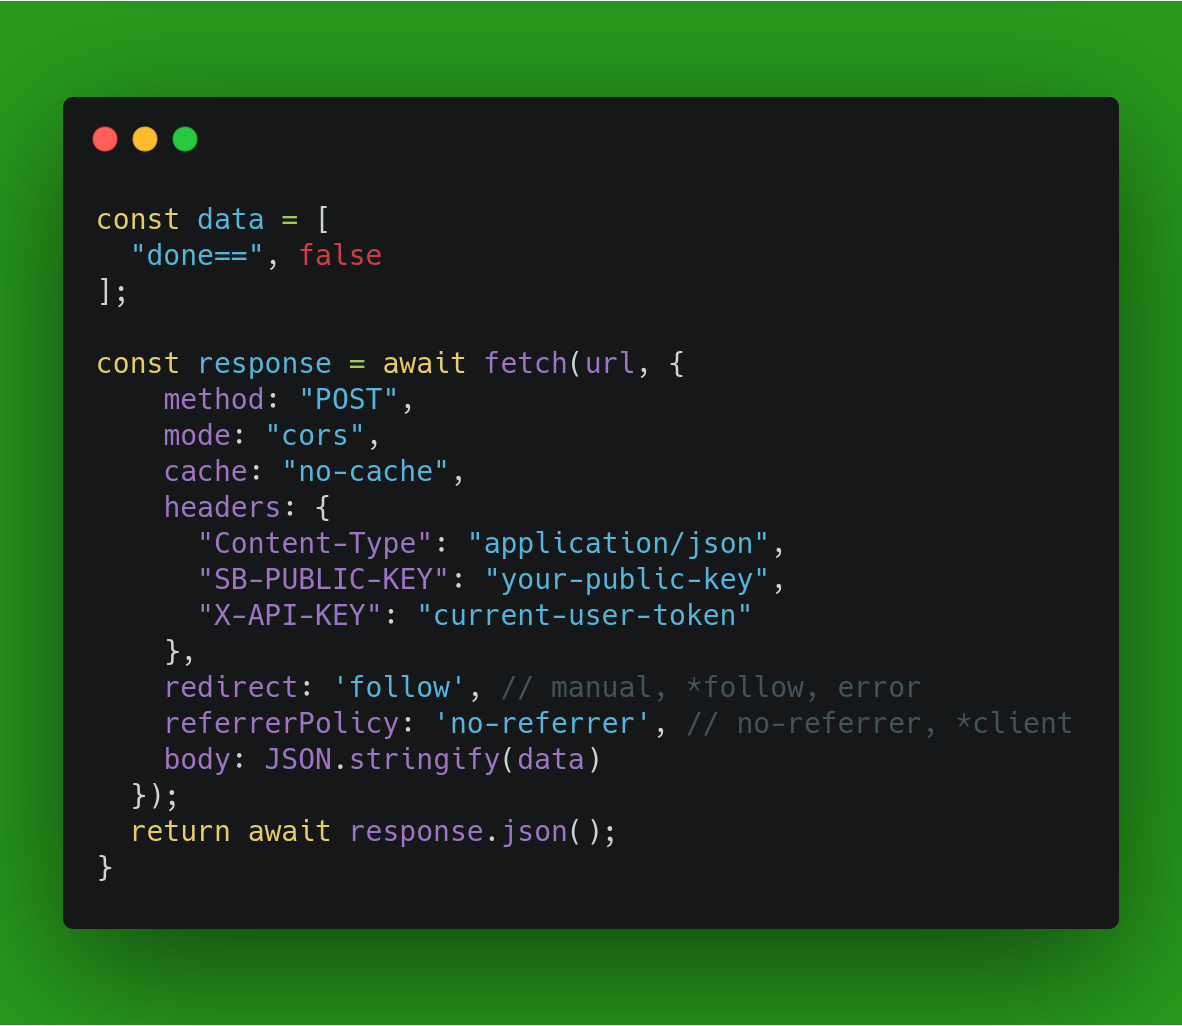 const data = [
  "done==", false
];

const response = await fetch(url, {
    method: "POST",
    mode: "cors",
    cache: "no-cache",
    headers: {
      "Content-Type": "application/json",
      "SB-PUBLIC-KEY": "your-public-key",
      "X-API-KEY": "current-user-token"
    },
    redirect: 'follow', // manual, *follow, error
    referrerPolicy: 'no-referrer', // no-referrer, *client
    body: JSON.stringify(data)
  });
  return await response.json();
}